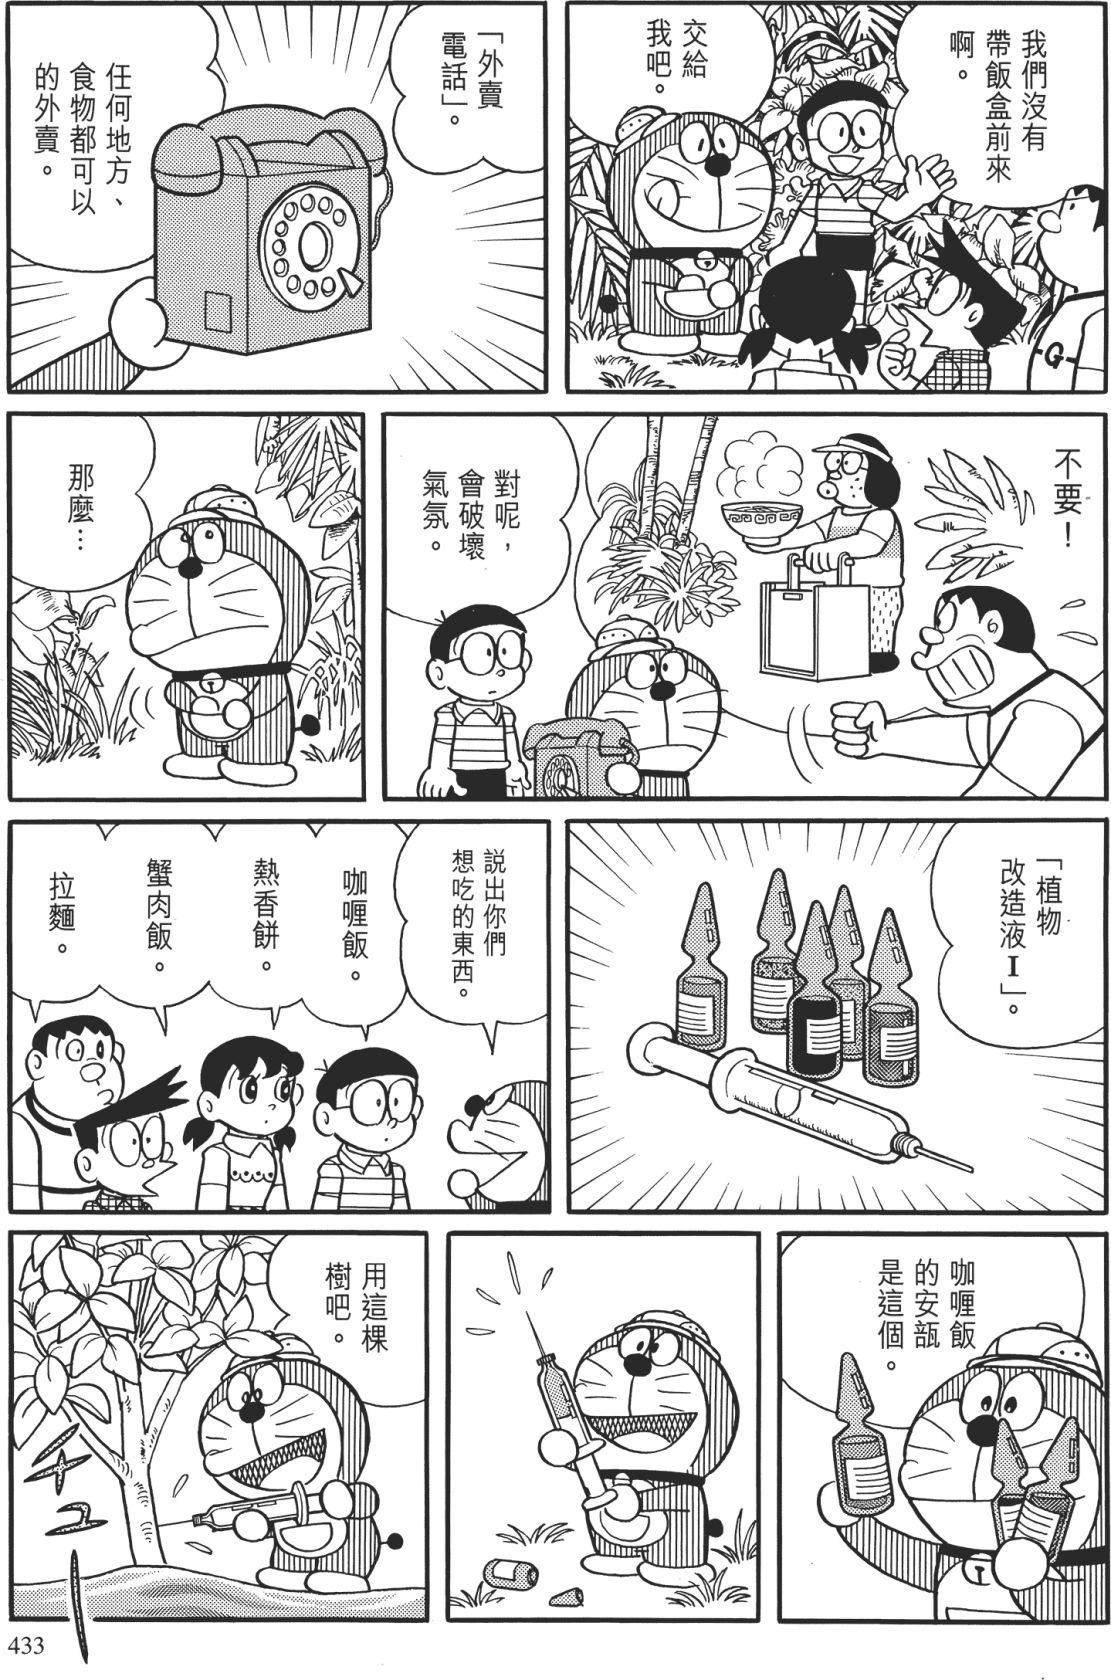 我們沒有
帶飯盒前來
啊。
交給
我吧。
G
「外賣
電話」。
任何地方、
食物都可以
的外賣。
不要!
對呢,
會破壞
氣氛。
那麼⋯
「植物
改造液I」。
說出你們
想吃的東西。
咖喱飯。
熱香餅。
蟹肉飯。
拉麵。
咖喱飯
的安瓿
是這個。
用這棵
樹吧。
チュー
433